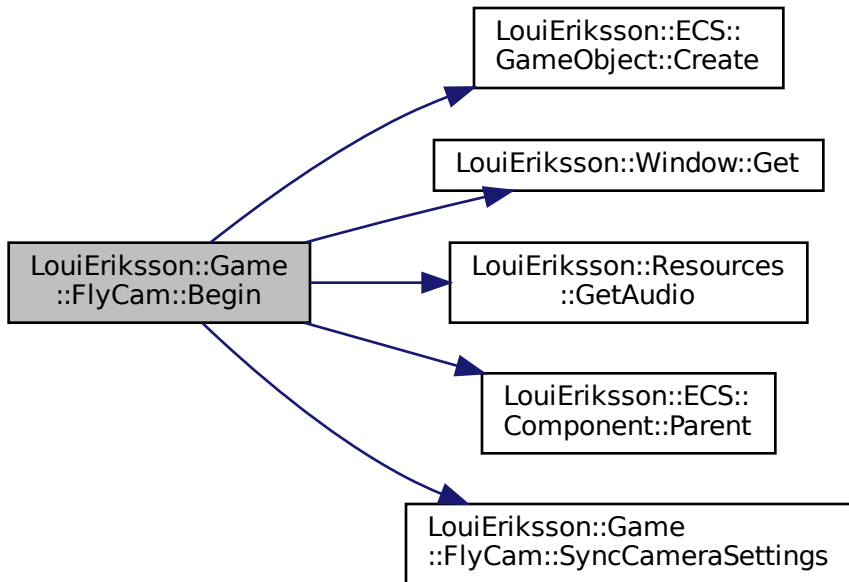 LouiEriksson::ECS::
GameObject::Create
LouiEriksson::Window::Get
LouiEriksson::Game
::FlyCam::Begin
LouiEriksson::Resources
::GetAudio
LouiEriksson::ECS::
Component::Parent
LouiEriksson::Game
::FlyCam::SyncCameraSettings